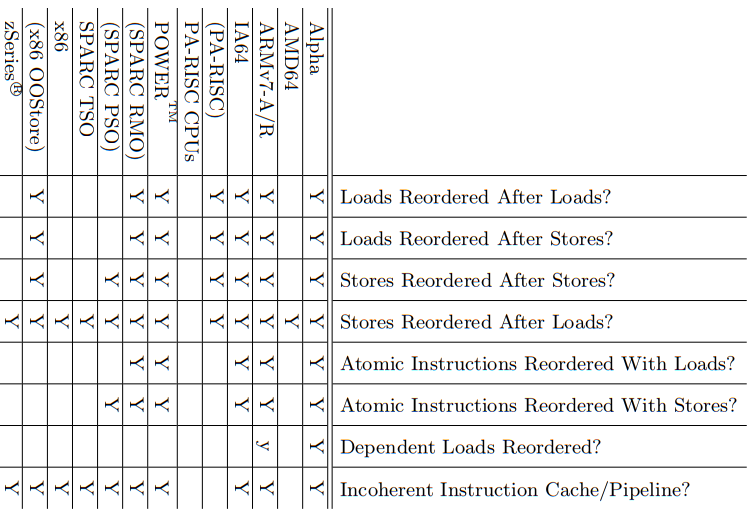 zSeries®
(x86 OOStore)
x86
SPARC TSO
(SPARC PSO)
(SPARC RMO)
POWER™
PA-RISC CPUs
(PA-RISC)
IA64
ARMv7-A/R
AMD64
Alpha
Y Y Y Y Y Y Y Loads Reordered After Loads?
Y Y Y Y Y Y Y Loads Reordered After Stores?
Y Y Y Y Y Y Y Y Stores Reordered After Stores?
Y Y Y Y Y Y Y Y Y Y Y Y Stores Reordered After Loads?
Y Y Y Y Y Atomic Instructions Reordered With Loads?
Y Y Y Y Y Y Atomic Instructions Reordered With Stores?
y Y Dependent Loads Reordered?
Y Y Y Y Y Y Y Y Y Y Incoherent Instruction Cache/Pipeline?